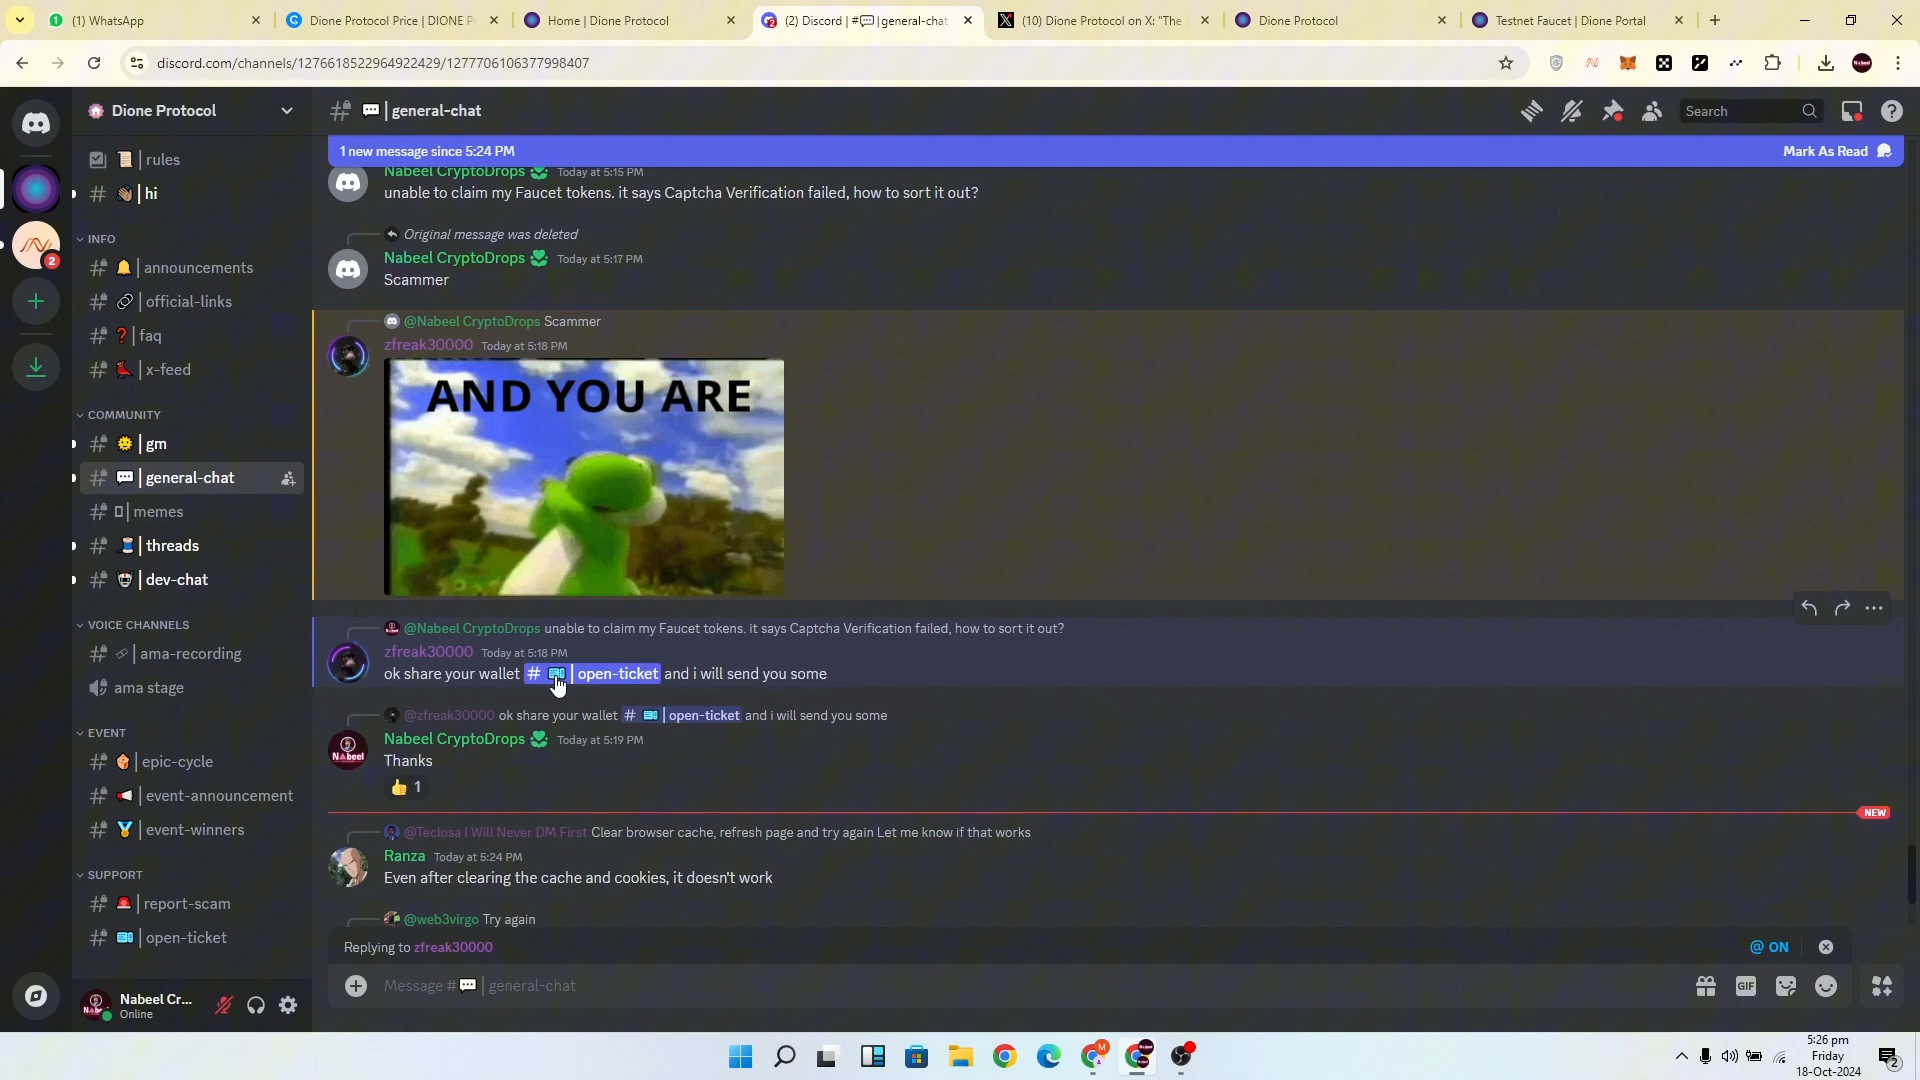 (1) WhatsApp
Dione Protocol Price | DIONE P
Home | Dione Protocol
(2) Discord | #💬 | general-chat
(10) Dione Protocol on X: "The
Dione Protocol
Testnet Faucet | Dione Portal
discord.com/channels/1276618522964922429/1277706106377998407
Dione Protocol
💬 | general-chat
Search
📜 | rules
👋🏽 | hi
INFO
🔔 | announcements
🔗 | official-links
❓ | faq
🐦 | x-feed
COMMUNITY
🌞 | gm
💬 | general-chat
| memes
🧵 | threads
| dev-chat
VOICE CHANNELS
| ama-recording
ama stage
EVENT
| epic-cycle
📢 | event-announcement
🏅 | event-winners
SUPPORT
🚨 | report-scam
🎫 | open-ticket
Nabeel Cr...
Online
1 new message since 5:24 PM
Mark As Read
Nabeel CryptoDrops Today at 5:15 PM
unable to claim my Faucet tokens. it says Captcha Verification failed, how to sort it out?
Original message was deleted
Nabeel CryptoDrops Today at 5:17 PM
Scammer
@Nabeel CryptoDrops Scammer
zfreak30000 Today at 5:18 PM
AND YOU ARE
@Nabeel CryptoDrops unable to claim my Faucet tokens. it says Captcha Verification failed, how to sort it out?
zfreak30000 Today at 5:18 PM
ok share your wallet # 🎫 | open-ticket and i will send you some
@zfreak30000 ok share your wallet # 🎫 | open-ticket and i will send you some
Nabeel CryptoDrops Today at 5:19 PM
Thanks
👍 1
NEW
@Teclosa I Will Never DM First Clear browser cache, refresh page and try again Let me know if that works
Ranza Today at 5:24 PM
Even after clearing the cache and cookies, it doesn't work
@web3virgo Try again
Replying to zfreak30000
@ ON
Message #💬 | general-chat
GIF
5:26 pm
Friday
18-Oct-2024
2